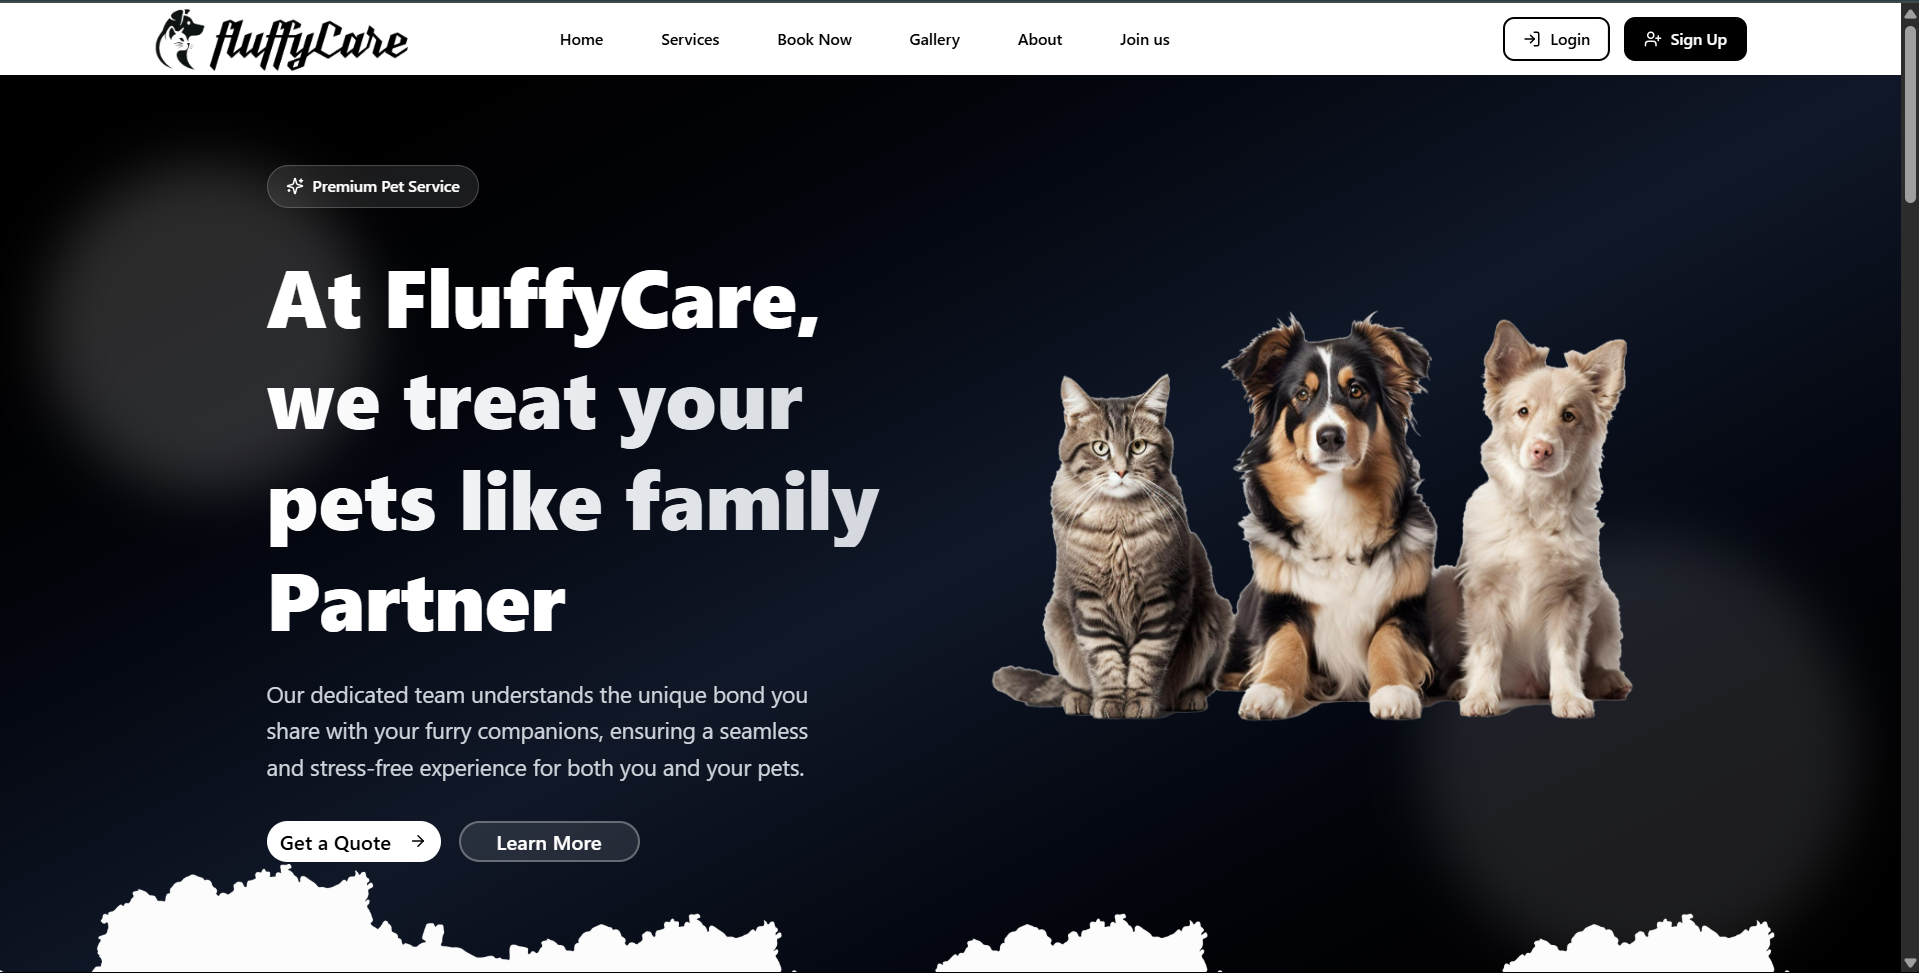 fluffyCare
Home
Services
Book Now
Gallery
About
Join us
Login
Sign Up
Premium Pet Service
At FluffyCare,
we treat your
pets like family
Partner
Our dedicated team understands the unique bond you
share with your furry companions, ensuring a seamless
and stress-free experience for both you and your pets.
Get a Quote
Learn More